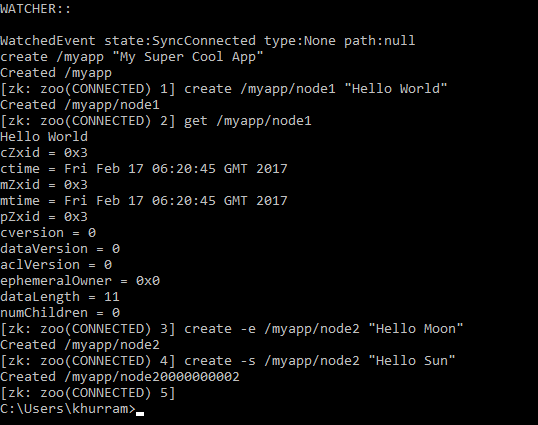 WATCHER::
WatchedEvent state:SyncConnected type:None path:null
create /myapp "My Super Cool App"
Created /myapp
[zk: zoo(CONNECTED) 1] create /myapp/node1 "Hello World"
Created /myapp/node1
[zk: zoo(CONNECTED) 2] get /myapp/node1
Hello World
cZxid = 0x3
ctime = Fri Feb 17 06:20:45 GMT 2017
mZxid = 0x3
mtime = Fri Feb 17 06:20:45 GMT 2017
pZxid = 0x3
cversion = 0
dataVersion = 0
aclVersion = 0
ephemeralOwner = 0x0
dataLength = 11
numChildren = 0
[zk: zoo(CONNECTED) 3] create -e /myapp/node2 "Hello Moon"
Created /myapp/node2
[zk: zoo(CONNECTED) 4] create -s /myapp/node2 "Hello Sun"
Created /myapp/node20000000002
[zk: zoo(CONNECTED) 5]
C:\Users\khurram>